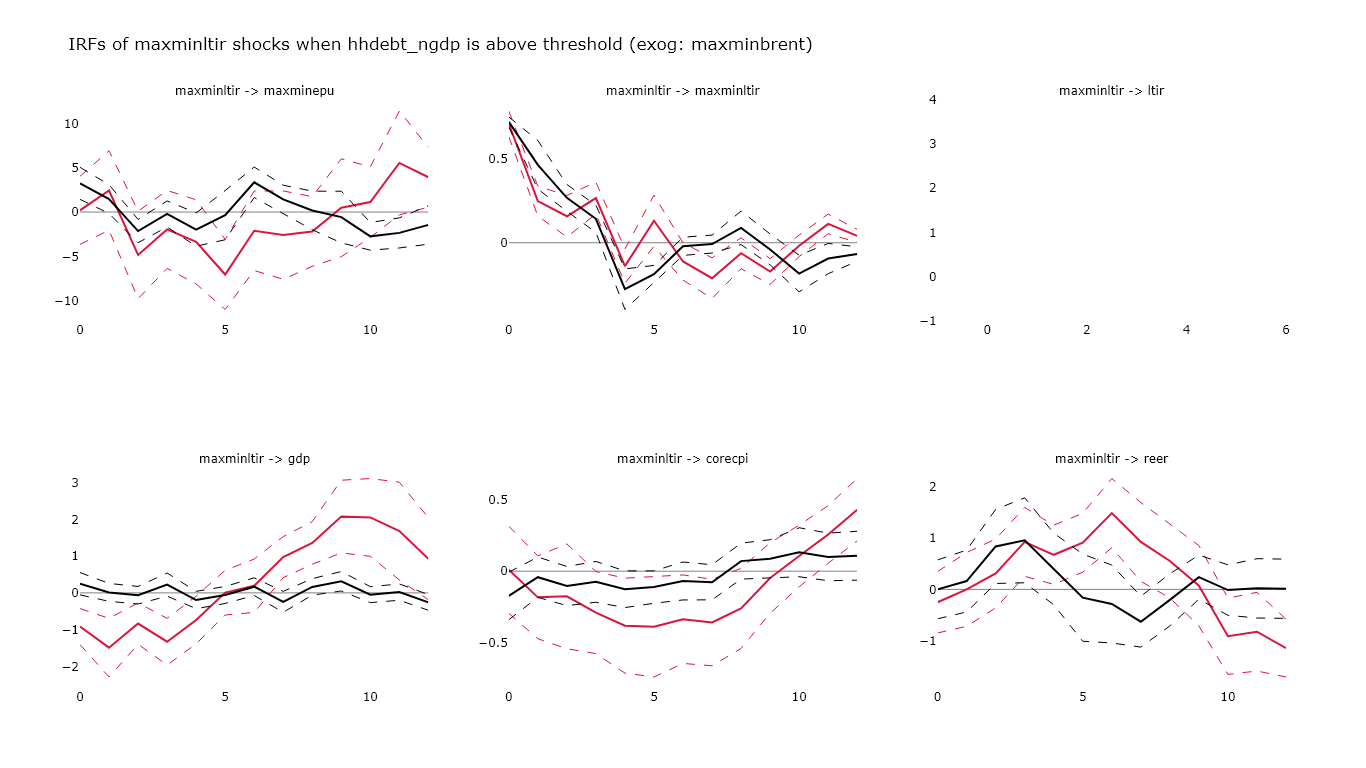 IRFs of maxminltir shocks when hhdebt_ngdp is above threshold (exog: maxminbrent)
maxminltir -> maxminepu
10
5
0
−5
−10
0 5 10
maxminltir -> maxminltir
0.5
0
0 5 10
maxminltir -> ltir
4
3
2
1
0
−1
0 2 4 6
maxminltir -> gdp
3
2
1
0
−1
−2
0 5 10
maxminltir -> corecpi
0.5
0
−0.5
0 5 10
maxminltir -> reer
2
1
0
−1
0 5 10